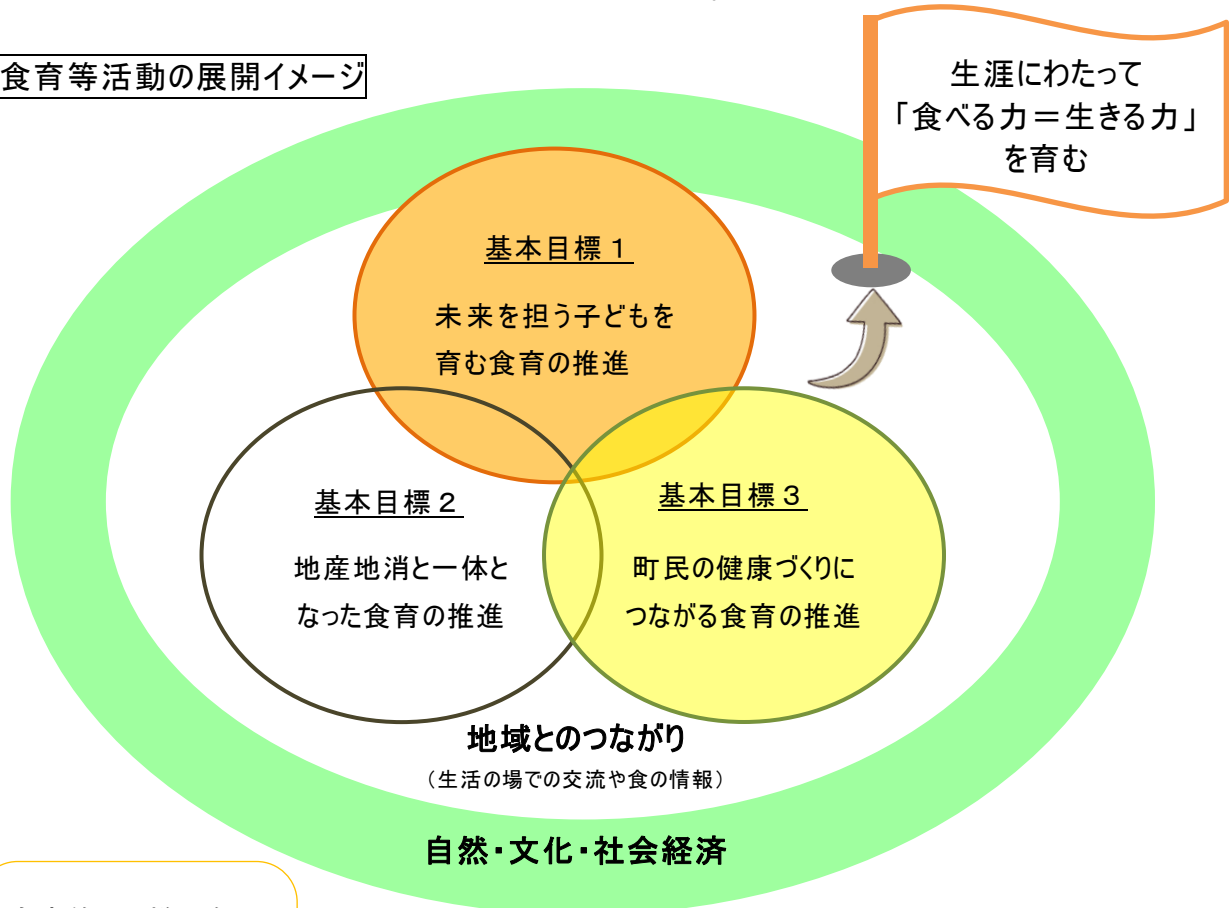 食育等活動の展開イメージ
生涯にわたって
「食べる力＝生きる力」
を育む
基本目標１
未来を担う子どもを
育む食育の推進
基本目標２
地産地消と一体と
なった食育の推進
基本目標３
町民の健康づくりに
つながる食育の推進
地域とのつながり
（生活の場での交流や食の情報）
自然・文化・社会経済